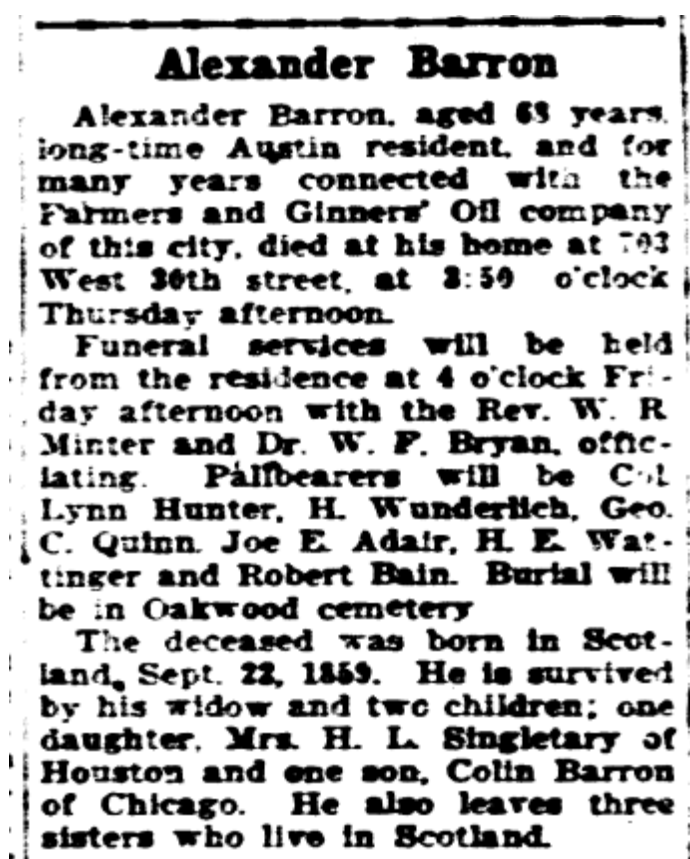 Alexander Barron
Alexander Barron, aged 68 years,
long-time Austin resident, and for
many years connected with the
Farmers and Ginners' Oil company
of this city, died at his home at 703
West 30th street, at 3:50 o'clock
Thursday afternoon.
Funeral services will be held
from the residence at 4 o'clock Fri-
day afternoon with the Rev. W. R.
Minter and Dr. W. F. Bryan, offic-
iating. Pallbearers will be Col.
Lynn Hunter, H. Wunderlich, Geo.
C. Quinn, Joe E. Adair, H. E. Wat-
tinger and Robert Bain. Burial will
be in Oakwood cemetery
The deceased was born in Scot-
land, Sept. 22, 1859. He is survived
by his widow and two children; one
daughter, Mrs. H. L. Singletary of
Houston and one son, Colin Barron
of Chicago. He also leaves three
sisters who live in Scotland.